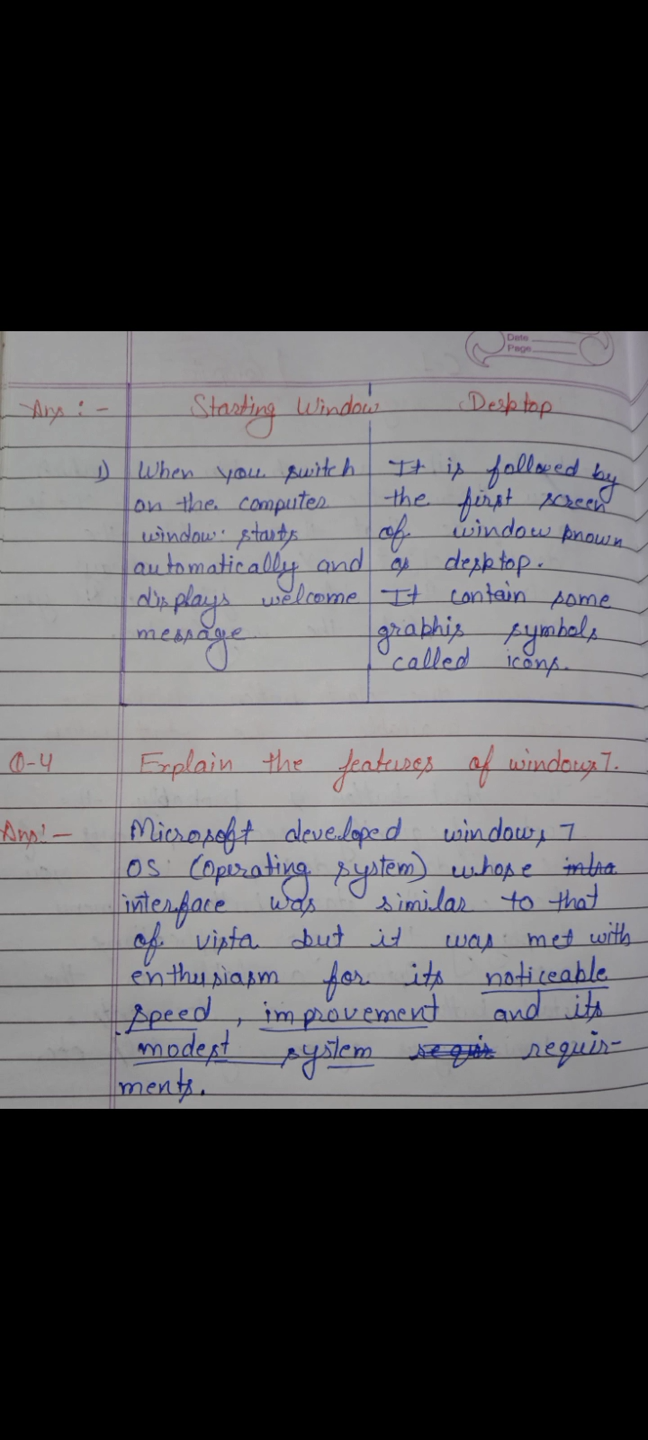 Date
Page
Ans :- Starting Window Desktop
1) When you switch It is followed by
on the computer the first screen
window starts of window known
automatically and as desktop.
displays welcome It contain some
message graphis symbols
called icons.
Q-4 Explain the features of windows 7.
Ans:- Microsoft developed windows 7
OS (Operating system) whose intra
interface was similar to that
of vista but it was met with
enthusiasm for its noticeable
speed, improvement and its
modest system requir-
ments.